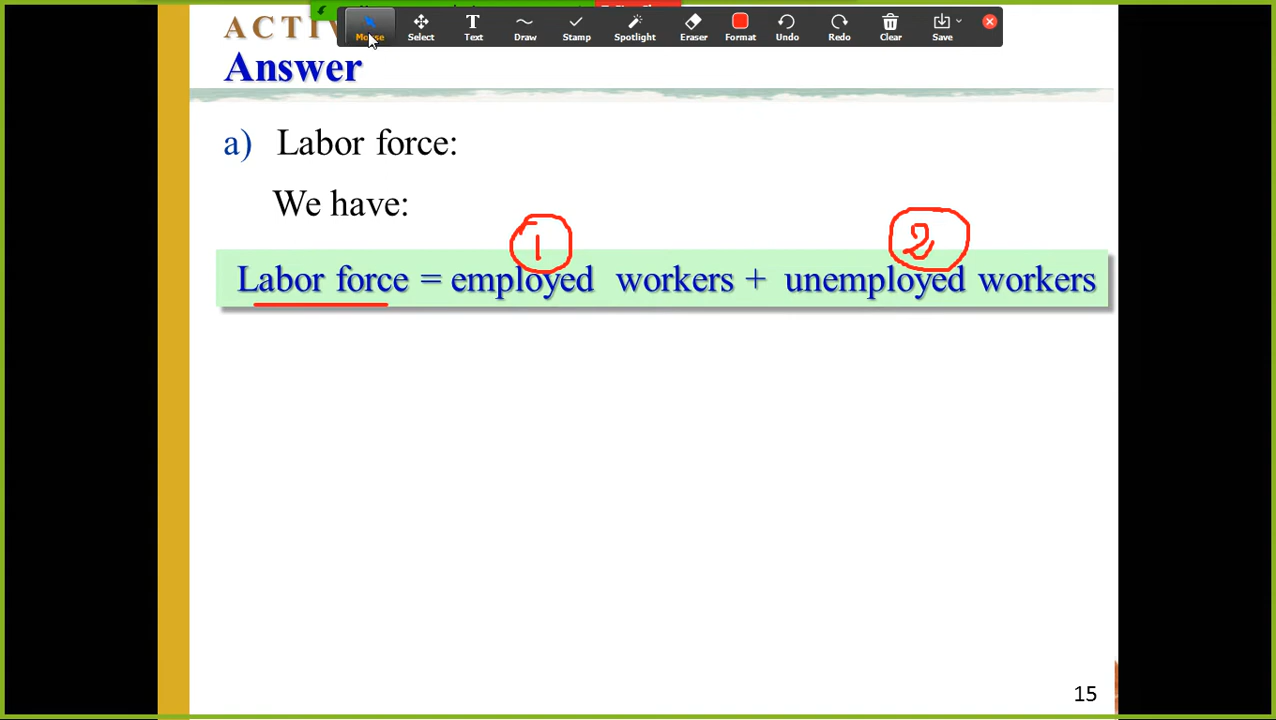 ACTIV
Mouse Select Text Draw Stamp Spotlight Eraser Format Undo Redo Clear Save
Answer
a) Labor force:
We have:
1 2
Labor force = employed workers + unemployed workers
15